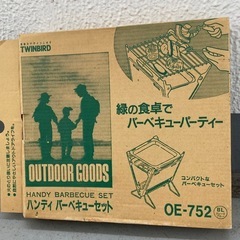 TWINBIRD
緑の食卓で
バーベキューパーティー
OUTDOOR GOODS
コンパクトな
バーベキューセット
HANDY BARBECUE SET
ハンディ バーベキューセット
OE-752
BL